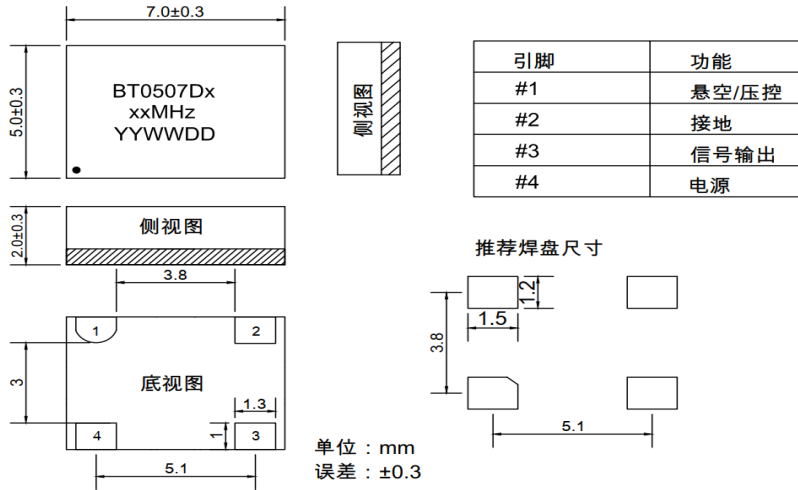 7.0±0.3
5.0±0.3
BT0507Dx
xxMHz
YYWWDD
侧视图
引脚 功能
#1 悬空/压控
#2 接地
#3 信号输出
#4 电源
2.0±0.3
侧视图
3.8
推荐焊盘尺寸
1.2
1.5
3.8
5.1
1
2
3
底视图
1.3
1
4
3
5.1
单位：mm
误差：±0.3